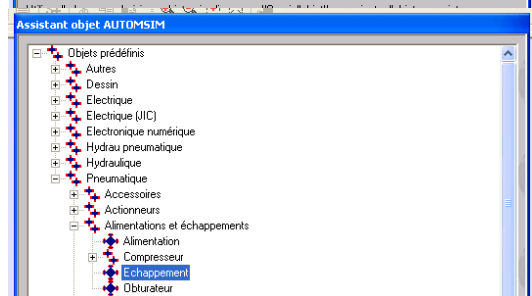 Assistant objet AUTOMSIM
Objets prédéfinis
Autres
Dessin
Electrique
Electrique (JIC)
Electronique numérique
Hydrau pneumatique
Hydraulique
Pneumatique
Accessoires
Actionneurs
Alimentations et échappements
Alimentation
Compresseur
Echappement
Obturateur